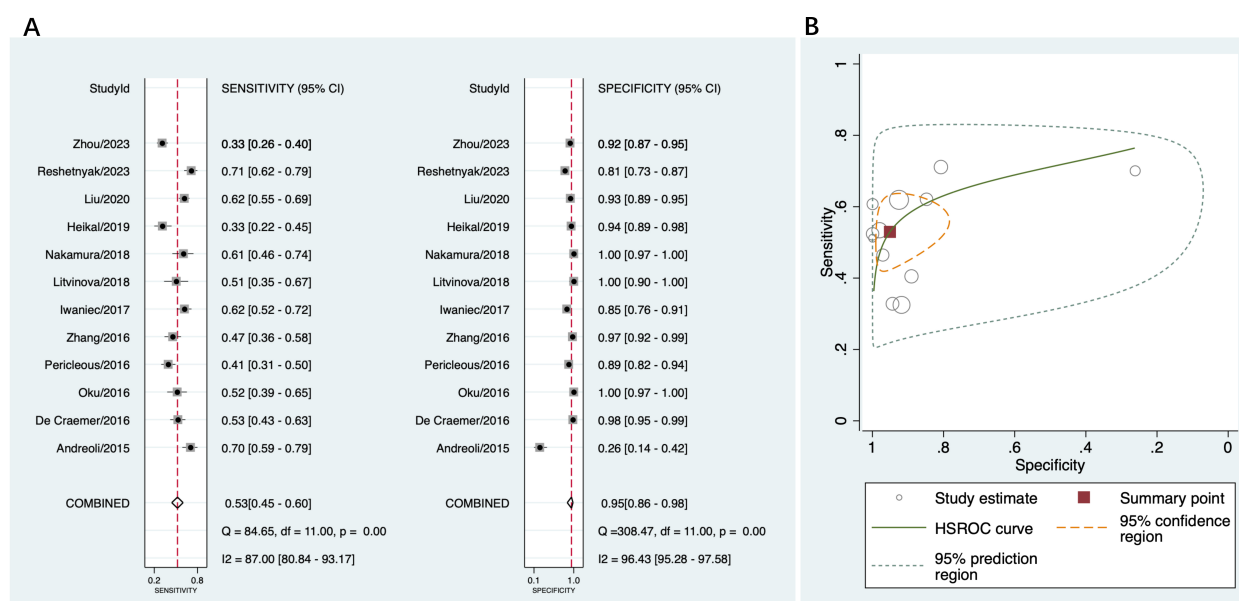 A
StudyId SENSITIVITY (95% CI)
Zhou/2023 0.33 [0.26 - 0.40]
Reshetnyak/2023 0.71 [0.62 - 0.79]
Liu/2020 0.62 [0.55 - 0.69]
Heikal/2019 0.33 [0.22 - 0.45]
Nakamura/2018 0.61 [0.46 - 0.74]
Litvinova/2018 0.51 [0.35 - 0.67]
Iwaniec/2017 0.62 [0.52 - 0.72]
Zhang/2016 0.47 [0.36 - 0.58]
Pericleous/2016 0.41 [0.31 - 0.50]
Oku/2016 0.52 [0.39 - 0.65]
De Craemer/2016 0.53 [0.43 - 0.63]
Andreoli/2015 0.70 [0.59 - 0.79]
COMBINED 0.53[0.45 - 0.60]
Q = 84.65, df = 11.00, p = 0.00
I2 = 87.00 [80.84 - 93.17]
0.2 0.8
SENSITIVITY
StudyId SPECIFICITY (95% CI)
Zhou/2023 0.92 [0.87 - 0.95]
Reshetnyak/2023 0.81 [0.73 - 0.87]
Liu/2020 0.93 [0.89 - 0.95]
Heikal/2019 0.94 [0.89 - 0.98]
Nakamura/2018 1.00 [0.97 - 1.00]
Litvinova/2018 1.00 [0.90 - 1.00]
Iwaniec/2017 0.85 [0.76 - 0.91]
Zhang/2016 0.97 [0.92 - 0.99]
Pericleous/2016 0.89 [0.82 - 0.94]
Oku/2016 1.00 [0.97 - 1.00]
De Craemer/2016 0.98 [0.95 - 0.99]
Andreoli/2015 0.26 [0.14 - 0.42]
COMBINED 0.95[0.86 - 0.98]
Q =308.47, df = 11.00, p = 0.00
I2 = 96.43 [95.28 - 97.58]
0.1 1.0
SPECIFICITY
B
Sensitivity
1
.8
.6
.4
.2
0
1 .8 .6 .4 .2 0
Specificity
Study estimate
Summary point
HSROC curve
95% confidence
region
95% prediction
region